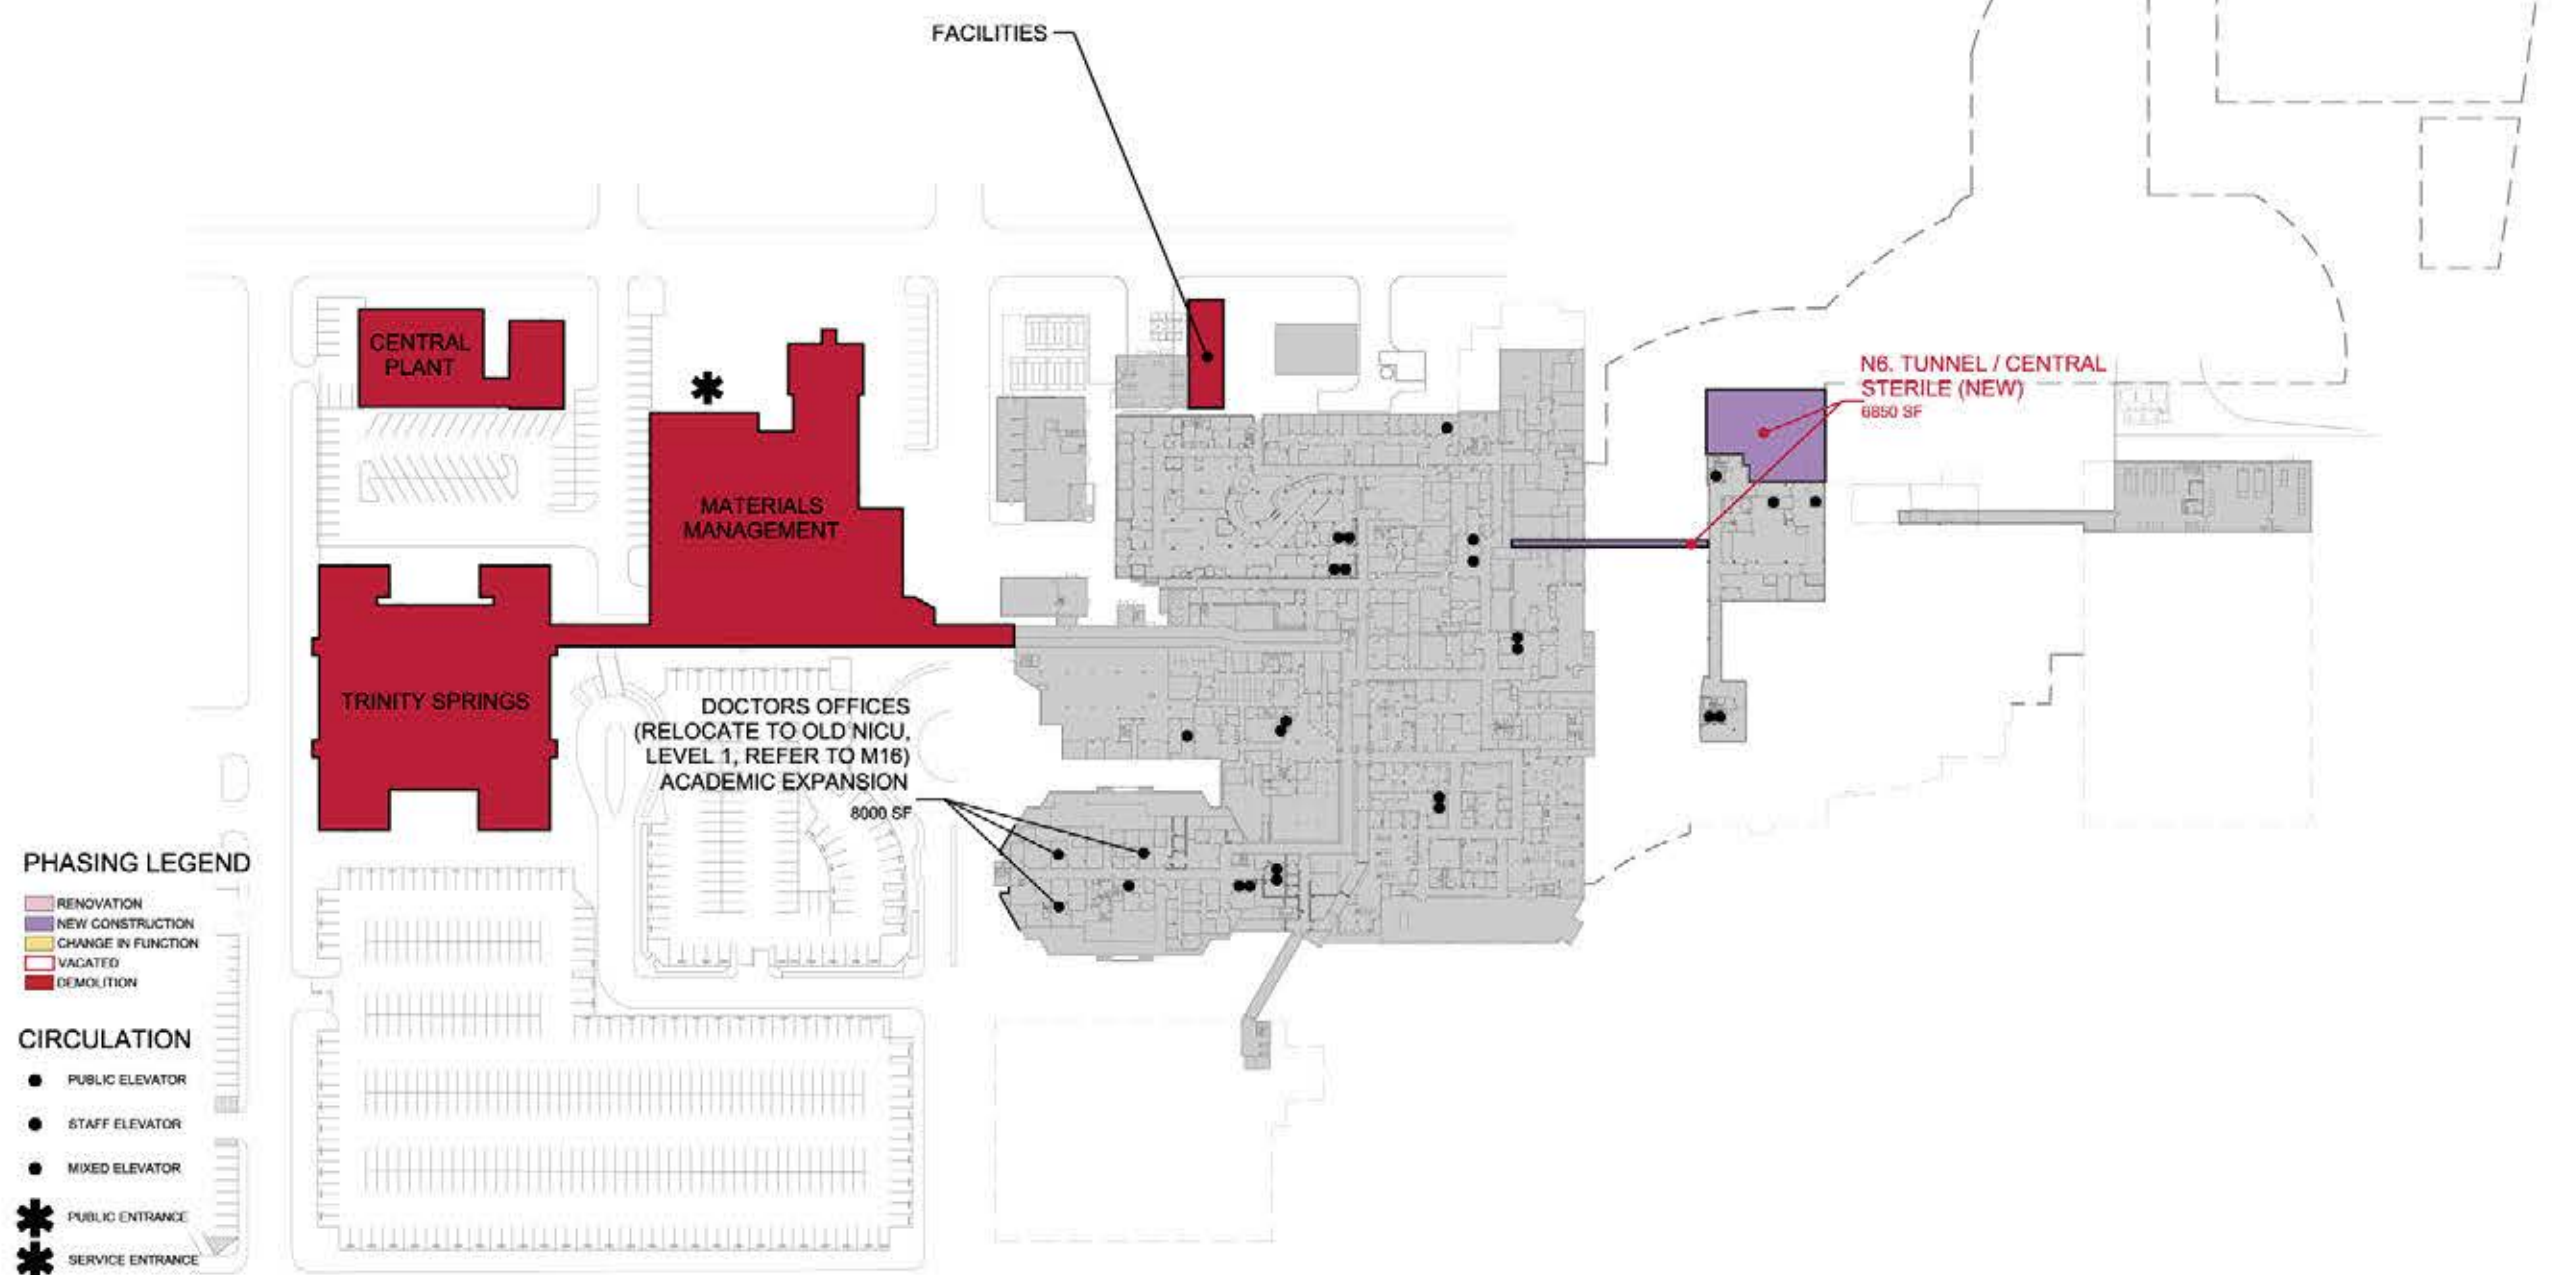 FACILITIES
CENTRAL
PLANT
N6. TUNNEL / CENTRAL
STERILE (NEW)
6850 SF
MATERIALS
MANAGEMENT
TRINITY SPRINGS
DOCTORS OFFICES
(RELOCATE TO OLD NICU,
LEVEL 1, REFER TO M16)
ACADEMIC EXPANSION
8000 SF
PHASING LEGEND
RENOVATION
NEW CONSTRUCTION
CHANGE IN FUNCTION
VACATED
DEMOLITION
CIRCULATION
PUBLIC ELEVATOR
STAFF ELEVATOR
MIXED ELEVATOR
PUBLIC ENTRANCE
SERVICE ENTRANCE